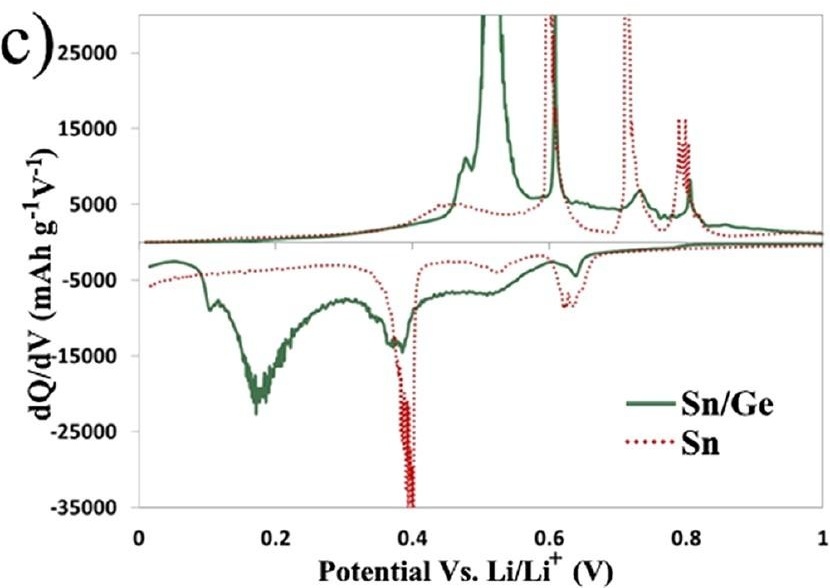 c)
25000
15000
5000
-5000
-15000
-25000
-35000
dQ/dV (mAh g⁻¹V⁻¹)
Sn/Ge
Sn
0 0.2 0.4 0.6 0.8 1
Potential Vs. Li/Li⁺ (V)